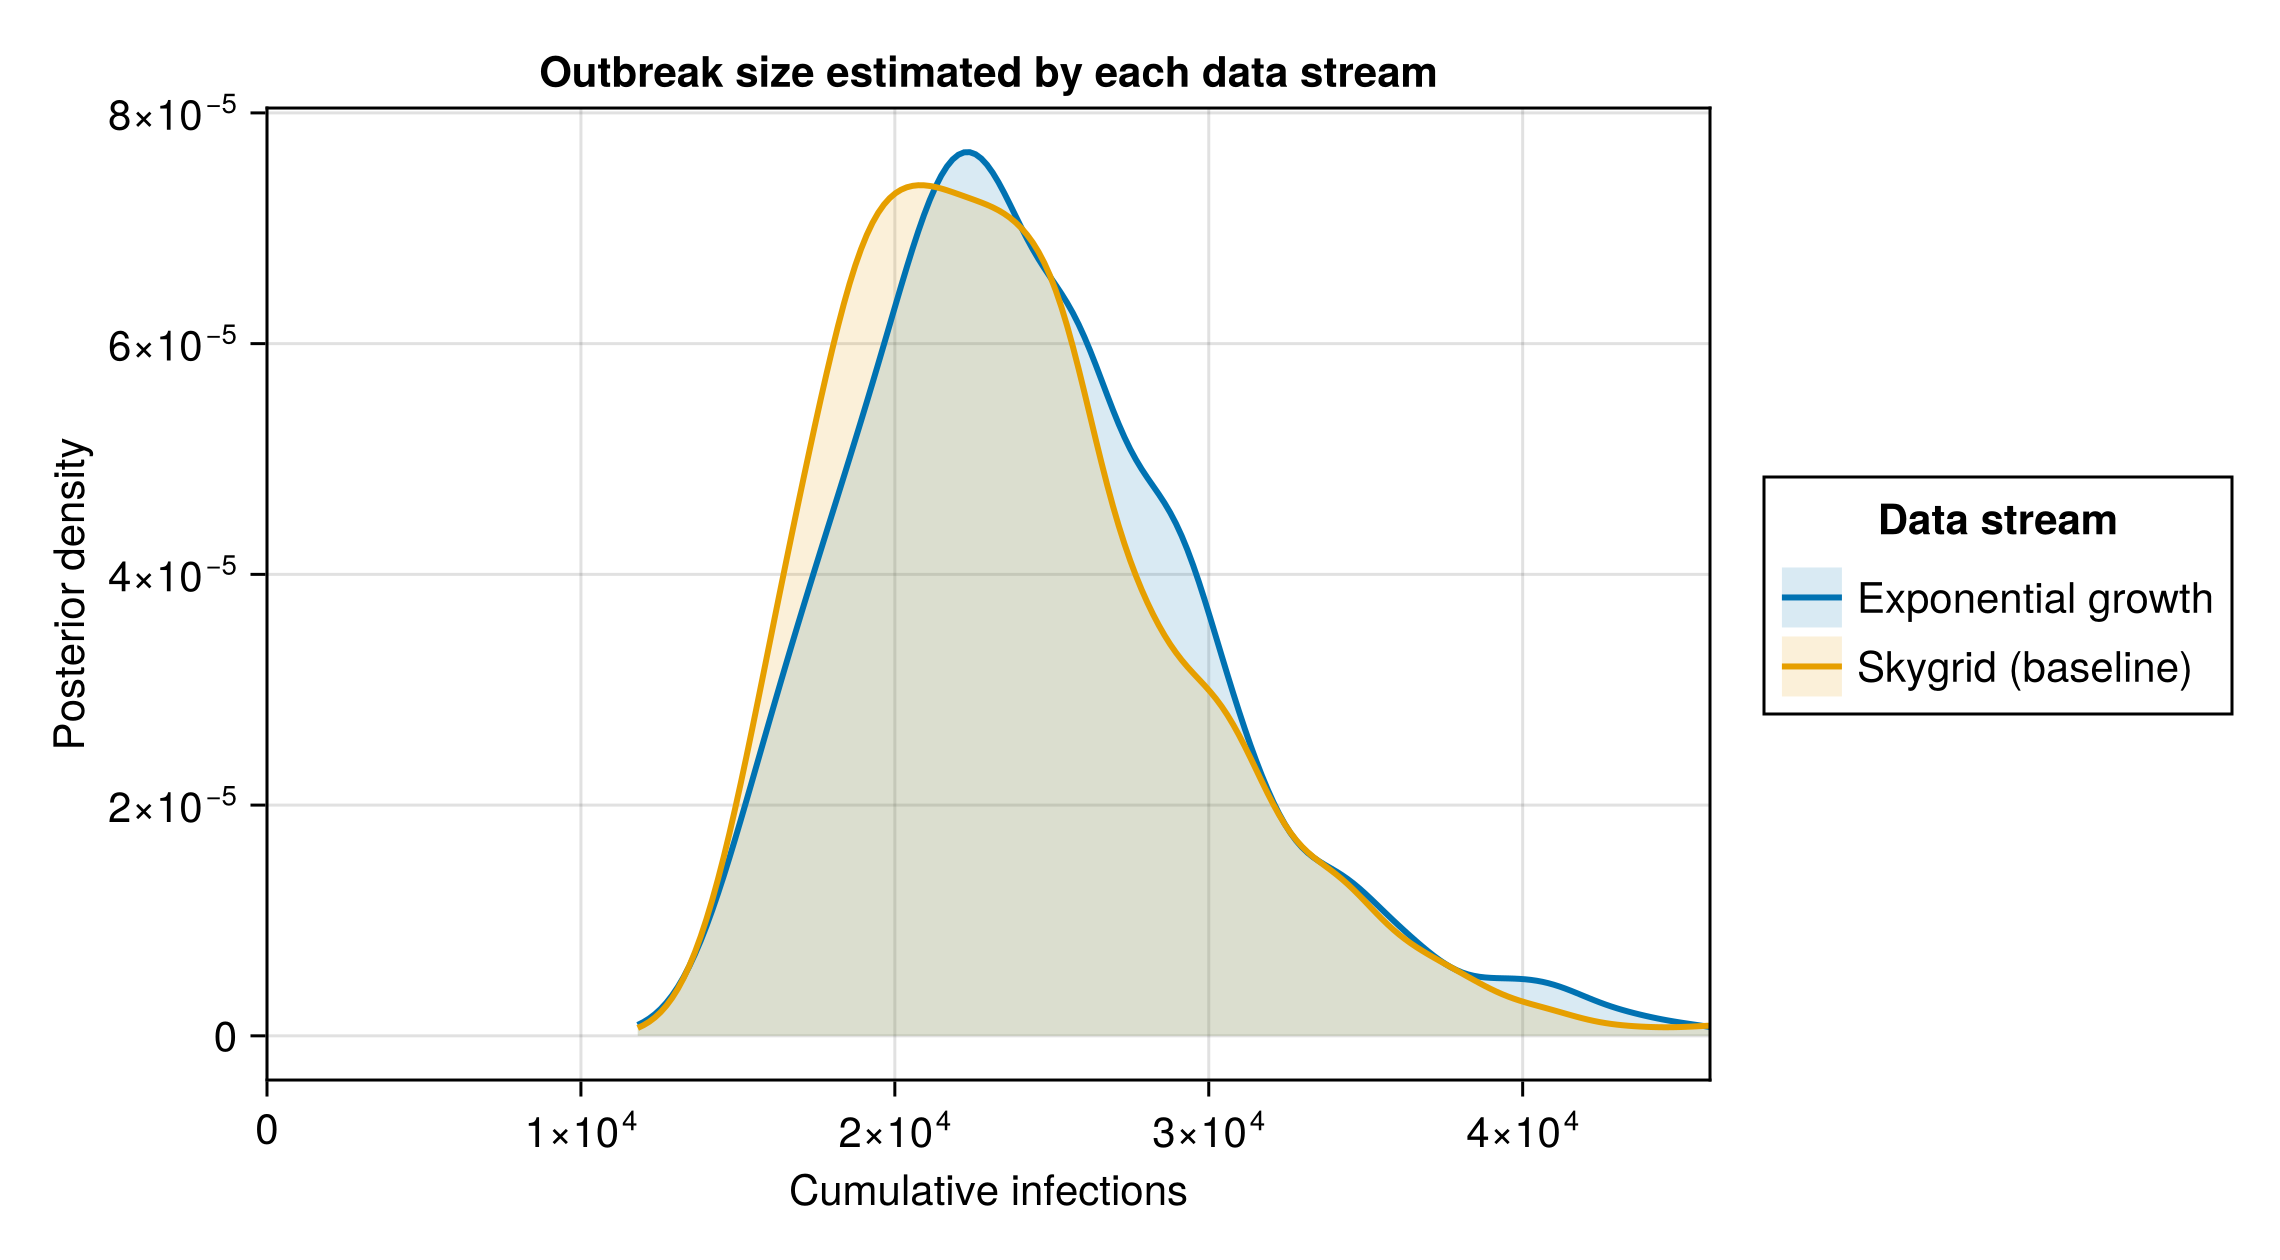 Outbreak size estimated by each data stream
8×10⁻⁵
6×10⁻⁵
4×10⁻⁵
2×10⁻⁵
0
Posterior density
0
1×10⁴
2×10⁴
3×10⁴
4×10⁴
Cumulative infections
Data stream
Exponential growth
Skygrid (baseline)